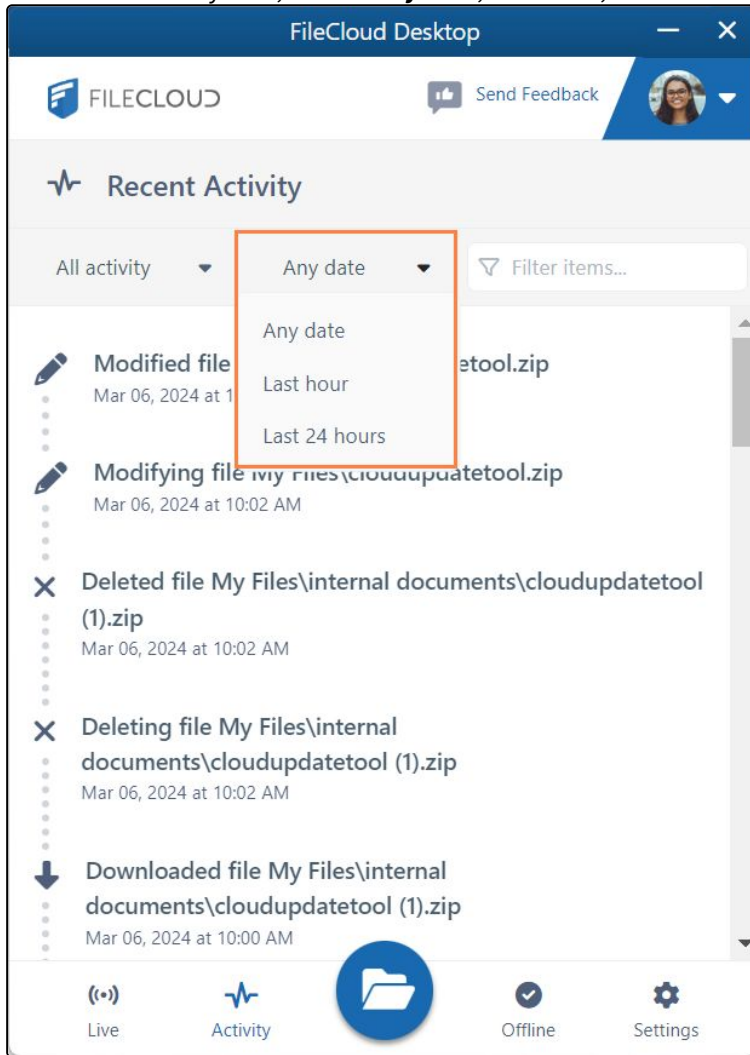 FileCloud Desktop
FILECLOUD
Send Feedback
Recent Activity
All activity
Any date
Filter items...
Any date
Last hour
Last 24 hours
Modified file etool.zip
Mar 06, 2024 at 1
Modifying file My Files\cloudupdatetool.zip
Mar 06, 2024 at 10:02 AM
Deleted file My Files\internal documents\cloudupdatetool
(1).zip
Mar 06, 2024 at 10:02 AM
Deleting file My Files\internal
documents\cloudupdatetool (1).zip
Mar 06, 2024 at 10:02 AM
Downloaded file My Files\internal
documents\cloudupdatetool (1).zip
Mar 06, 2024 at 10:00 AM
Live
Activity
Offline
Settings